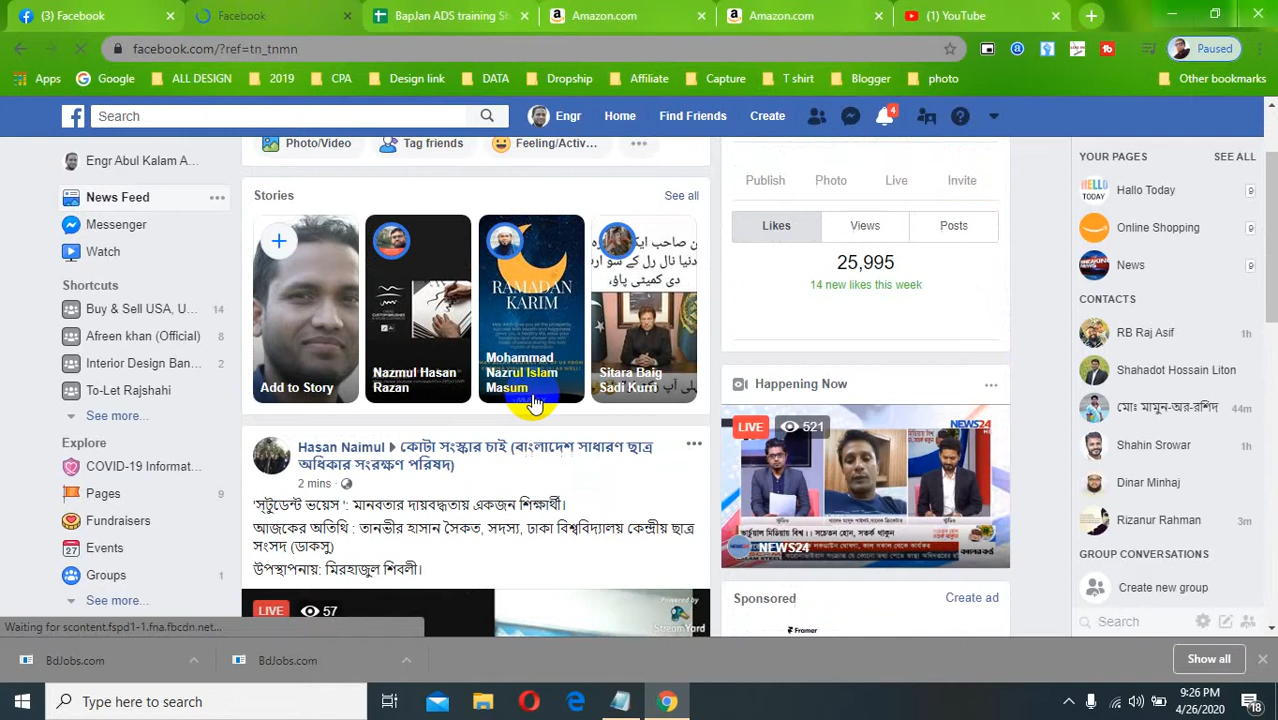 (3) Facebook
Facebook
BapJan ADS training Sh
Amazon.com
Amazon.com
(1) YouTube
facebook.com/?ref=tn_tnmn
Paused
Apps
Google
ALL DESIGN
2019
CPA
Design link
DATA
Dropship
Affiliate
Capture
T shirt
Blogger
photo
Other bookmarks
Search
Engr
Home
Find Friends
Create
4
Engr Abul Kalam A...
News Feed
Messenger
Watch
Shortcuts
Buy & Sell USA, U... 14
Afreen khan (Official) 8
Interior Design Ban... 2
To-Let Rajshahi
See more...
Explore
COVID-19 Informat...
Pages 9
Fundraisers
Events
Groups 1
See more...
Photo/Video
Tag friends
Feeling/Activ...
Stories
See all
Add to Story
Nazmul Hasan
Razan
RAMADAN
KARIM
Mohammad
Nazrul Islam
Masum
Sitara Baig
Sadi Kurri
Hasan Naimul কোটা সংস্কার চাই (বাংলাদেশ সাধারণ ছাত্র
অধিকার সংরক্ষণ পরিষদ)
2 mins
'স্টুডেন্ট ভয়েস ': মানবতার দায়বদ্ধতায় একজন শিক্ষার্থী।
আজকের অতিথি : তানভীর হাসান সৈকত, সদস্য, ঢাকা বিশ্ববিদ্যালয় কেন্দ্রীয় ছাত্র
সংসদ (ডাকসু)
উপস্থাপনায়: মিরহাজুল শিবলী।
LIVE 57
Powered by
StreamYard
Publish
Photo
Live
Invite
Likes
Views
Posts
25,995
14 new likes this week
Happening Now
LIVE 521
NEWS24
NEWS24
Sponsored
Create ad
Framer
YOUR PAGES
SEE ALL
Hallo Today 9
Online Shopping 9
News 9
CONTACTS
RB Raj Asif 1h
Shahadot Hossain Liton
মোঃ মামুন-অর-রশিদ 44m
Shahin Srowar 1h
Dinar Minhaj
Rizanur Rahman 3m
GROUP CONVERSATIONS
Create new group
Search
Waiting for scontent.fspd1-1.fna.fbcdn.net...
BdJobs.com
BdJobs.com
Show all
Type here to search
9:26 PM
4/26/2020
18